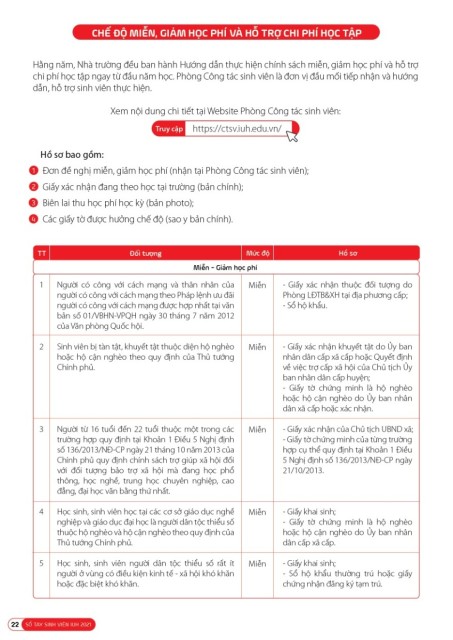 CHẾ ĐỘ MIỄN, GIẢM HỌC PHÍ VÀ HỖ TRỢ CHI PHÍ HỌC TẬP
Hằng năm, Nhà trường đều ban hành Hướng dẫn thực hiện chính sách miễn, giảm học phí và hỗ trợ
chi phí học tập ngay từ đầu năm học. Phòng Công tác sinh viên là đơn vị đầu mối tiếp nhận và hướng
dẫn, hỗ trợ sinh viên thực hiện.
Xem nội dung chi tiết tại Website Phòng Công tác sinh viên:
Truy cập https://ctsv.iuh.edu.vn/
Hồ sơ bao gồm:
1 Đơn đề nghị miễn, giảm học phí (nhận tại Phòng Công tác sinh viên);
2 Giấy xác nhận đang theo học tại trường (bản chính);
3 Biên lai thu học phí học kỳ (bản photo);
4 Các giấy tờ được hưởng chế độ (sao y bản chính).
TT Đối tượng Mức độ Hồ sơ
Miễn – Giảm học phí
1 Người có công với cách mạng và thân nhân của Miễn - Giấy xác nhận thuộc đối tượng do
người có công với cách mạng theo Pháp lệnh ưu đãi Phòng LĐTB&XH tại địa phương cấp;
người có công với cách mạng được hợp nhất tại văn - Sổ hộ khẩu.
bản số 01/VBHN-VPQH ngày 30 tháng 7 năm 2012
của Văn phòng Quốc hội.
2 Sinh viên bị tàn tật, khuyết tật thuộc diện hộ nghèo Miễn - Giấy xác nhận khuyết tật do Ủy ban
hoặc hộ cận nghèo theo quy định của Thủ tướng nhân dân cấp xã cấp hoặc Quyết định
Chính phủ. về việc trợ cấp xã hội của Chủ tịch Ủy
ban nhân dân cấp huyện;
- Giấy tờ chứng minh là hộ nghèo
hoặc hộ cận nghèo do Ủy ban nhân
dân xã cấp hoặc xác nhận.
3 Người từ 16 tuổi đến 22 tuổi thuộc một trong các Miễn - Giấy xác nhận của Chủ tịch UBND xã;
trường hợp quy định tại Khoản 1 Điều 5 Nghị định - Giấy tờ chứng minh của từng trường
số 136/2013/NĐ-CP ngày 21 tháng 10 năm 2013 của hợp cụ thể quy định tại Khoản 1 Điều
Chính phủ quy định chính sách trợ giúp xã hội đối 5 Nghị định số 136/2013/NĐ-CP ngày
với đối tượng bảo trợ xã hội mà đang học phổ 21/10/2013.
thông, học nghề, trung học chuyên nghiệp, cao
đẳng, đại học văn bằng thứ nhất.
4 Học sinh, sinh viên học tại các cơ sở giáo dục nghề Miễn - Giấy khai sinh;
nghiệp và giáo dục đại học là người dân tộc thiểu số - Giấy tờ chứng minh là hộ nghèo
thuộc hộ nghèo và hộ cận nghèo theo quy định của hoặc hộ cận nghèo do Ủy ban nhân
Thủ tướng Chính phủ. dân cấp xã cấp.
5 Học sinh, sinh viên người dân tộc thiểu số rất ít Miễn - Giấy khai sinh;
người ở vùng có điều kiện kinh tế - xã hội khó khăn - Sổ hộ khẩu thường trú hoặc giấy
hoặc đặc biệt khó khăn. chứng nhận đăng ký tạm trú.
22 SỔ TAY SINH VIÊN IUH 2021